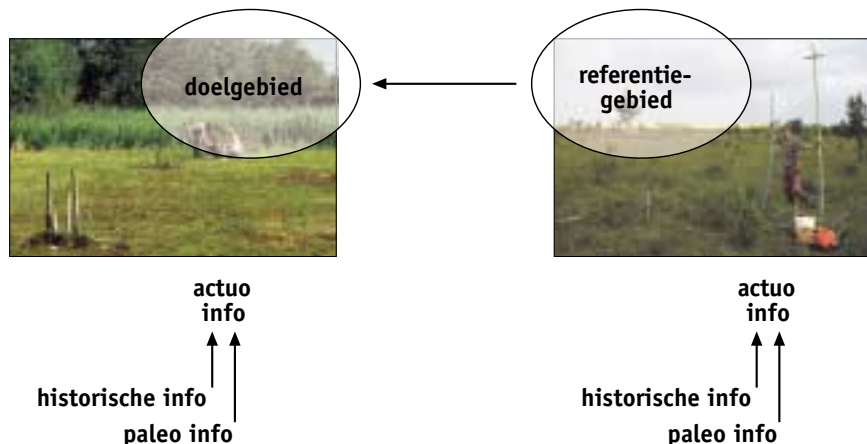 doelgebied
referentie-
gebied
actuo
info
historische info
paleo info
actuo
info
historische info
paleo info